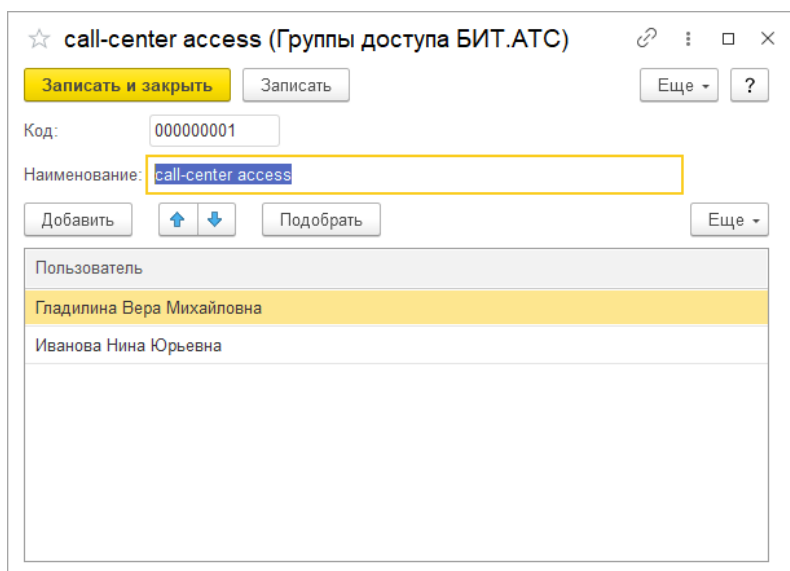 call-center access (Группы доступа БИТ.АТС)
Записать и закрыть Записать Еще ?
Код: 000000001
Наименование: call-center access
Добавить Подобрать Еще
Пользователь
Гладилина Вера Михайловна
Иванова Нина Юрьевна